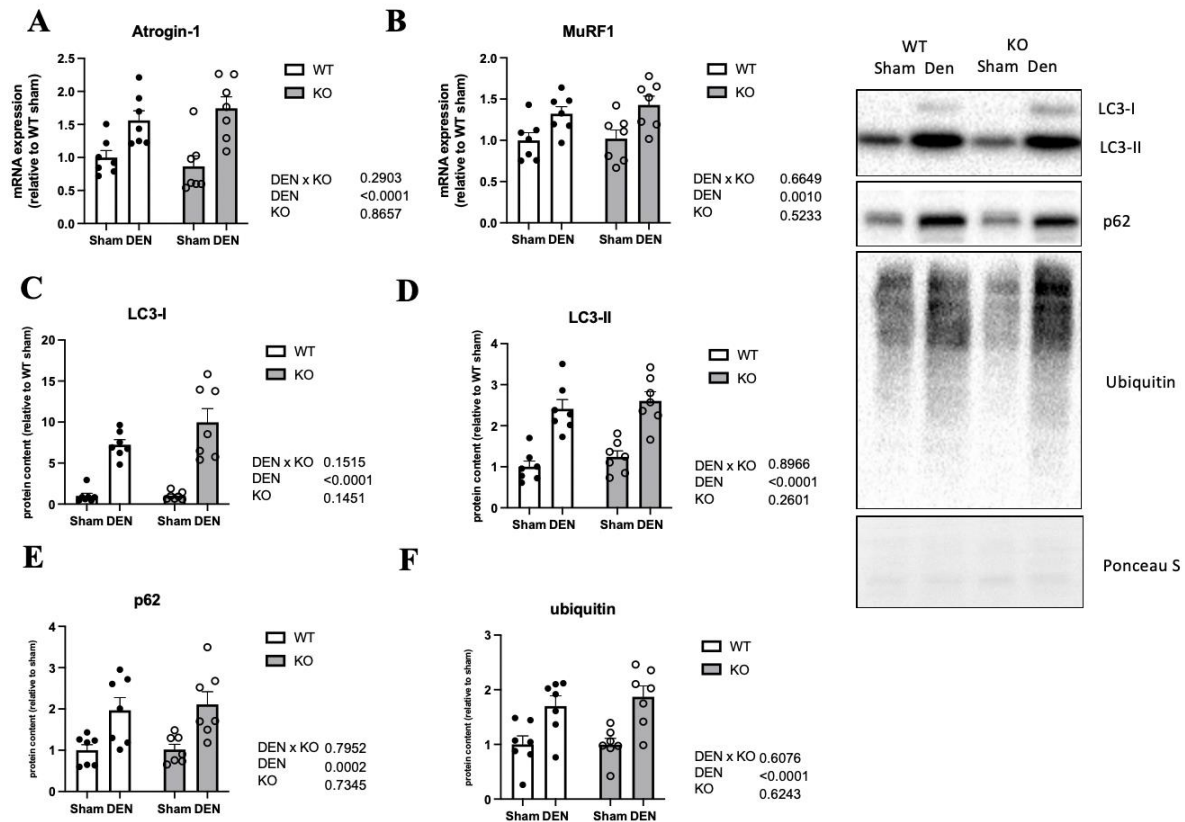 A
Atrogin-1
mRNA expression
(relative to WT sham)
2.5
2.0
1.5
1.0
0.5
0.0
Sham DEN Sham DEN
WT
KO
DEN x KO 0.2903
DEN <0.0001
KO 0.8657
B
MuRF1
mRNA expression
(relative to WT sham)
2.0
1.5
1.0
0.5
0.0
Sham DEN Sham DEN
WT
KO
DEN x KO 0.6649
DEN 0.0010
KO 0.5233
C
LC3-I
protein content (relative to WT sham)
20
15
10
5
0
Sham DEN Sham DEN
WT
KO
DEN x KO 0.1515
DEN <0.0001
KO 0.1451
D
LC3-II
protein content (relative to WT sham)
4
3
2
1
0
Sham DEN Sham DEN
WT
KO
DEN x KO 0.8966
DEN <0.0001
KO 0.2601
E
p62
protein content (relative to sham)
4
3
2
1
0
Sham DEN Sham DEN
WT
KO
DEN x KO 0.7952
DEN 0.0002
KO 0.7345
F
ubiquitin
protein content (relative to sham)
3
2
1
0
Sham DEN Sham DEN
WT
KO
DEN x KO 0.6076
DEN <0.0001
KO 0.6243
WT KO
Sham Den Sham Den
LC3-I
LC3-II
p62
Ubiquitin
Ponceau S